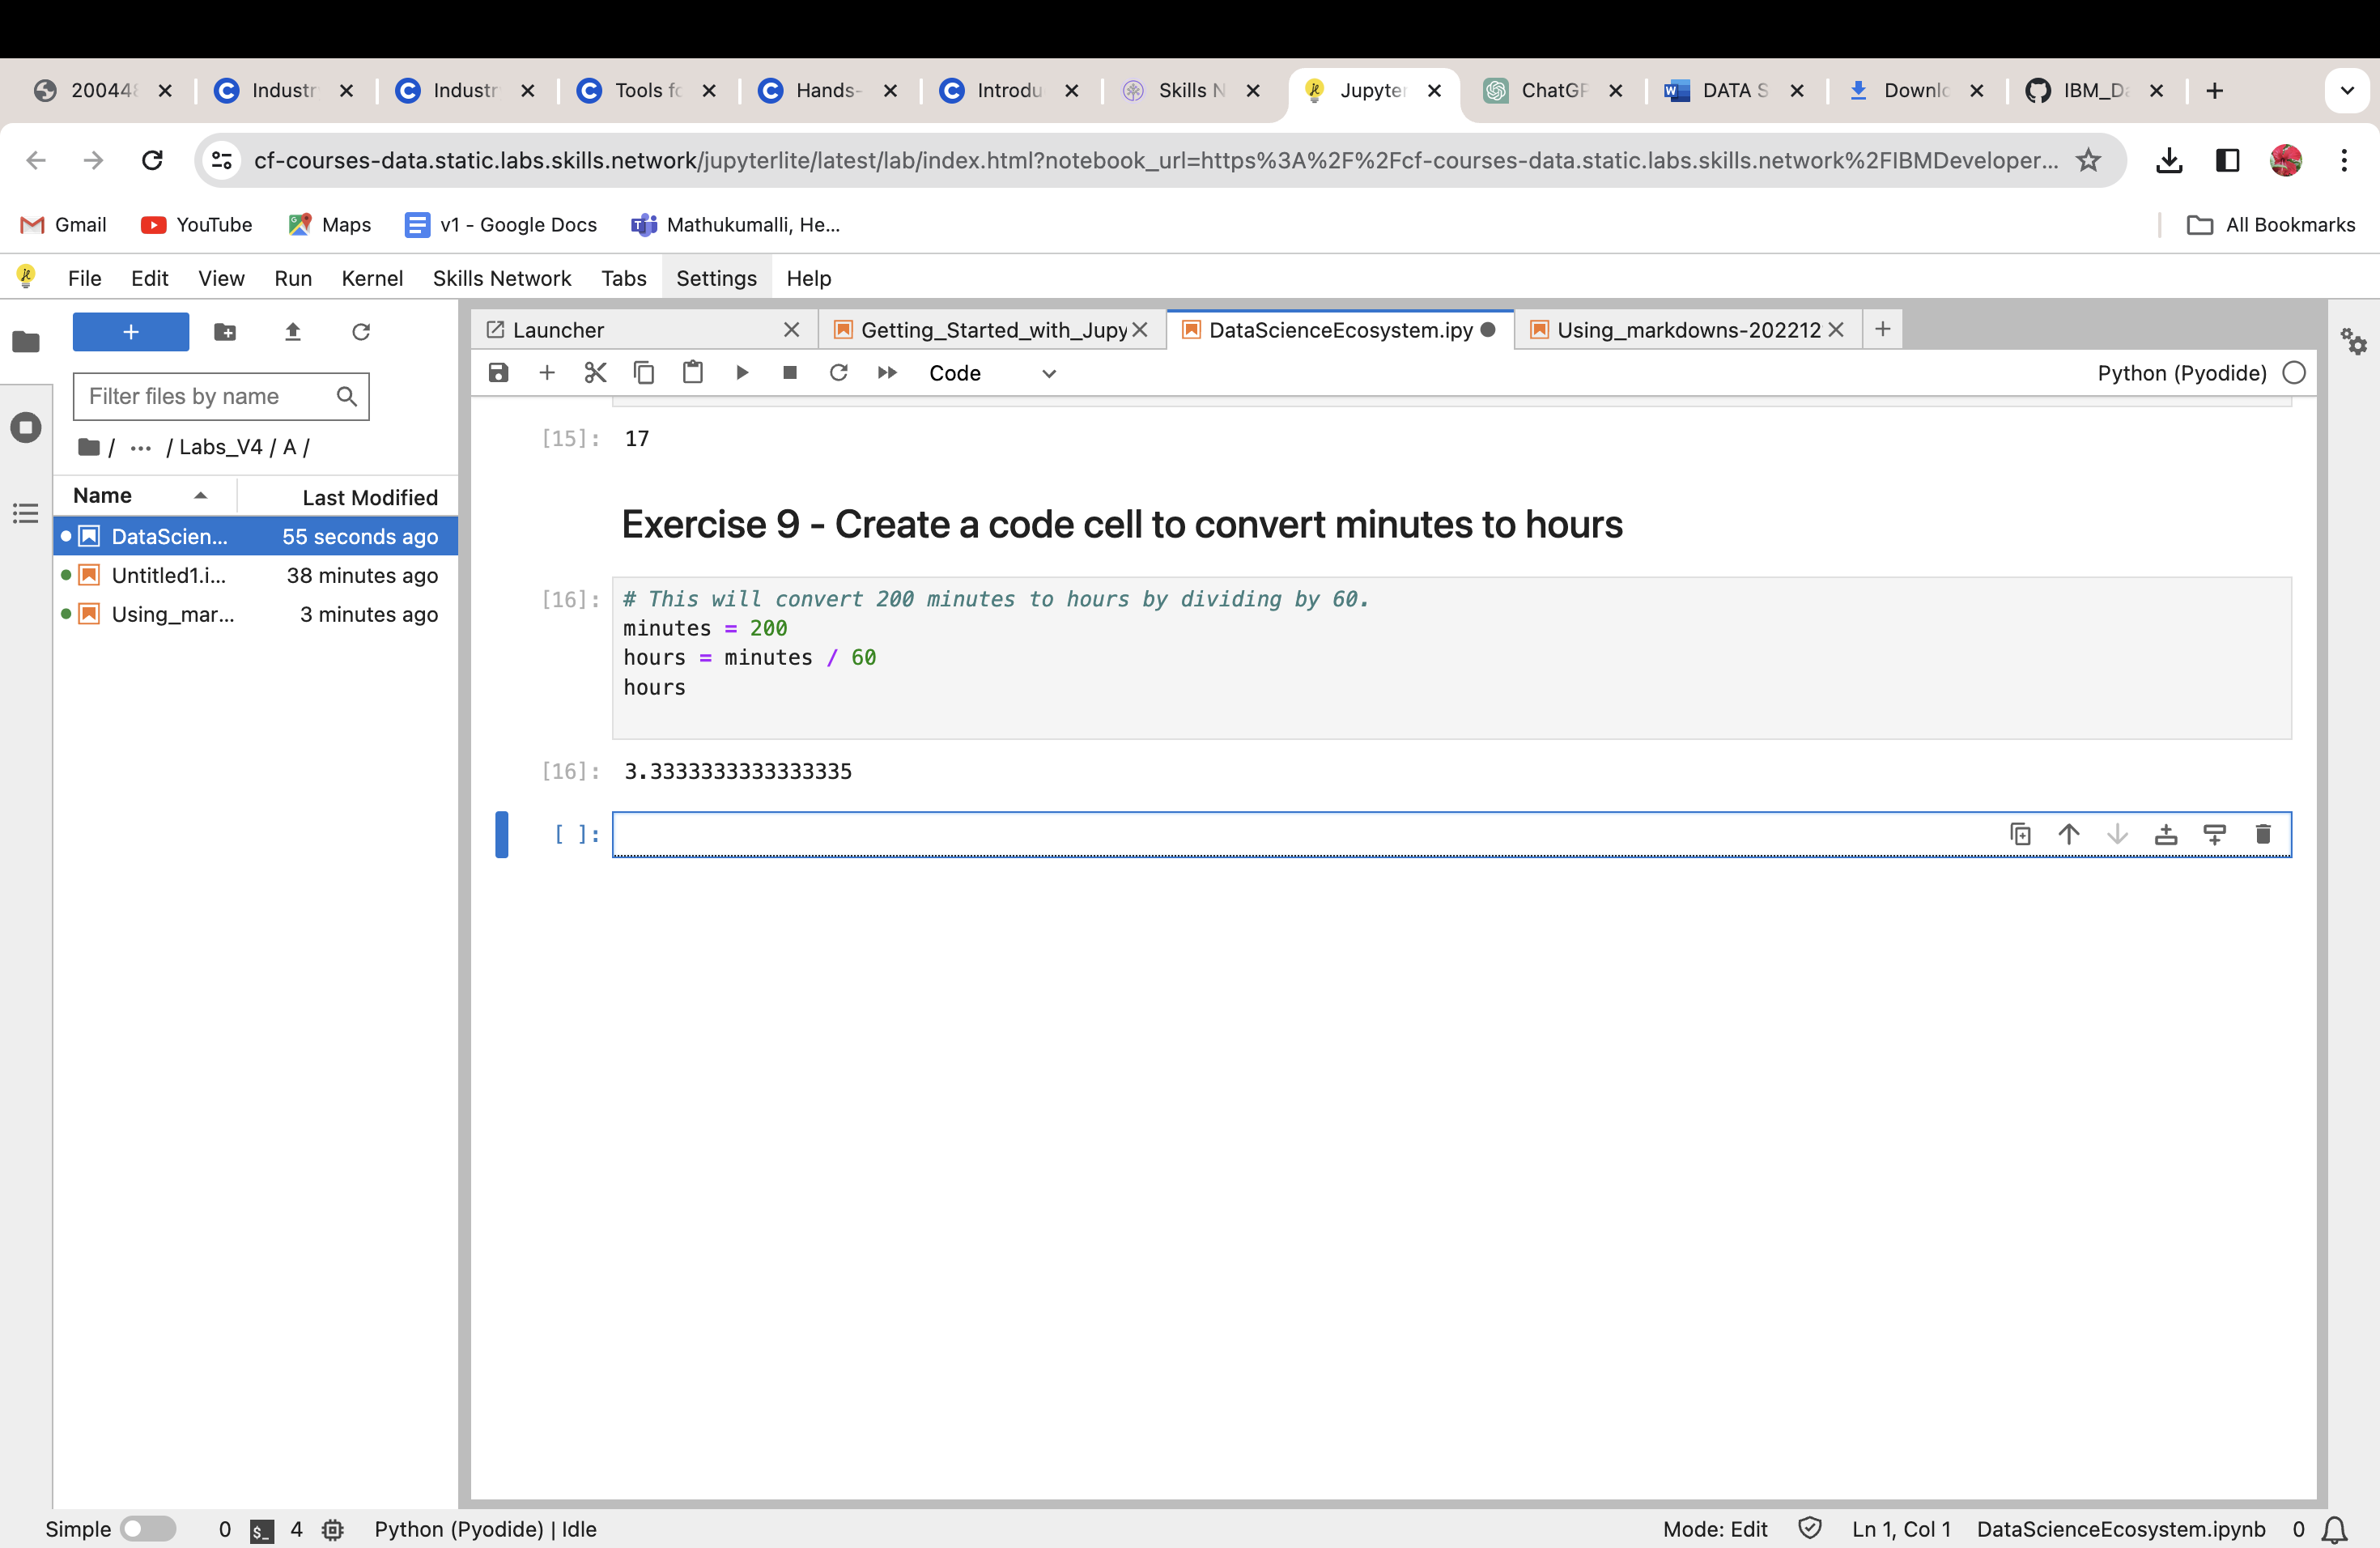 200448 Industr Industr Tools fo Hands- Introdu Skills N Jupyter ChatGP DATA S Downlo IBM_Da
cf-courses-data.static.labs.skills.network/jupyterlite/latest/lab/index.html?notebook_url=https%3A%2F%2Fcf-courses-data.static.labs.skills.network%2FIBMDeveloper...
Gmail YouTube Maps v1 - Google Docs Mathukumalli, He... All Bookmarks
File Edit View Run Kernel Skills Network Tabs Settings Help
+
Launcher Getting_Started_with_Jupy DataScienceEcosystem.ipy Using_markdowns-202212
Code Python (Pyodide)
Filter files by name
/ ... / Labs_V4 / A /
Name Last Modified
DataScien... 55 seconds ago
Untitled1.i... 38 minutes ago
Using_mar... 3 minutes ago
[15]: 17
Exercise 9 - Create a code cell to convert minutes to hours
[16]: # This will convert 200 minutes to hours by dividing by 60.
minutes = 200
hours = minutes / 60
hours
[16]: 3.3333333333333335
[ ]:
Simple 0 $_ 4 Python (Pyodide) | Idle Mode: Edit Ln 1, Col 1 DataScienceEcosystem.ipynb 0